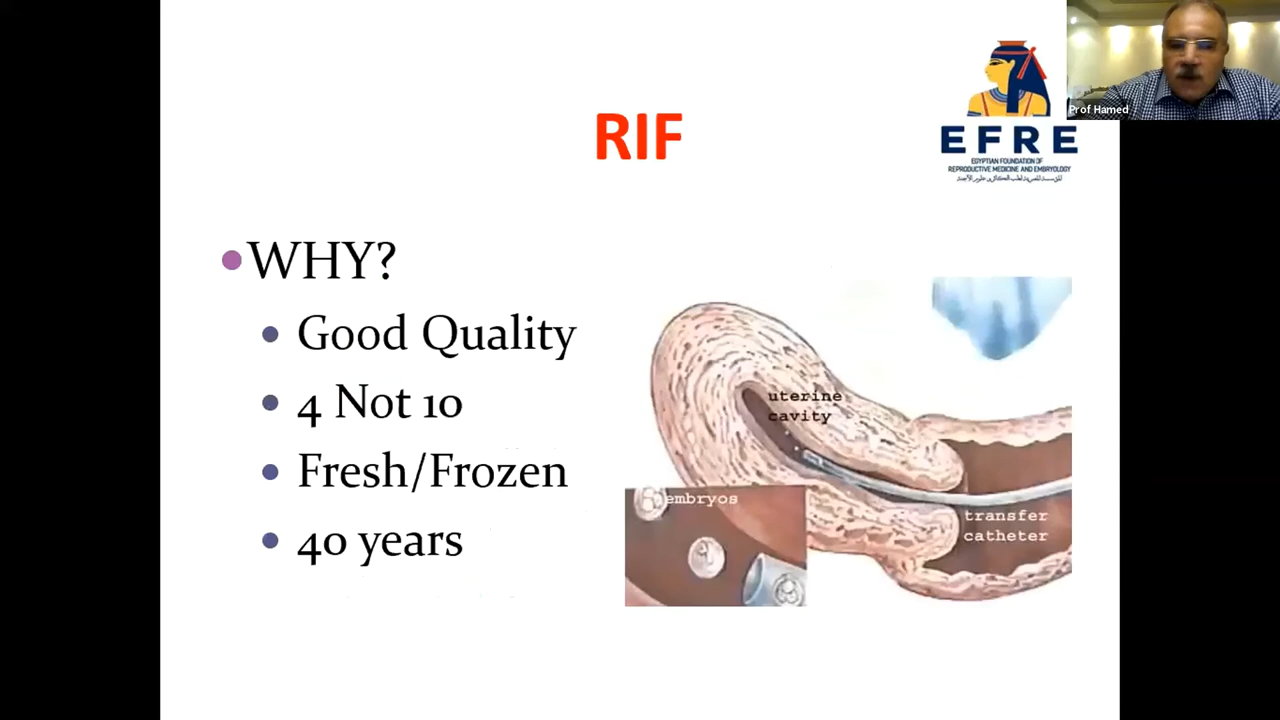 RIF
Prof Hamed
EFRE
EGYPTIAN FOUNDATION OF
REPRODUCTIVE MEDICINE AND EMBRYOLOGY
WHY?
Good Quality
4 Not 10
Fresh/Frozen
40 years
uterine
cavity
embryos
transfer
catheter